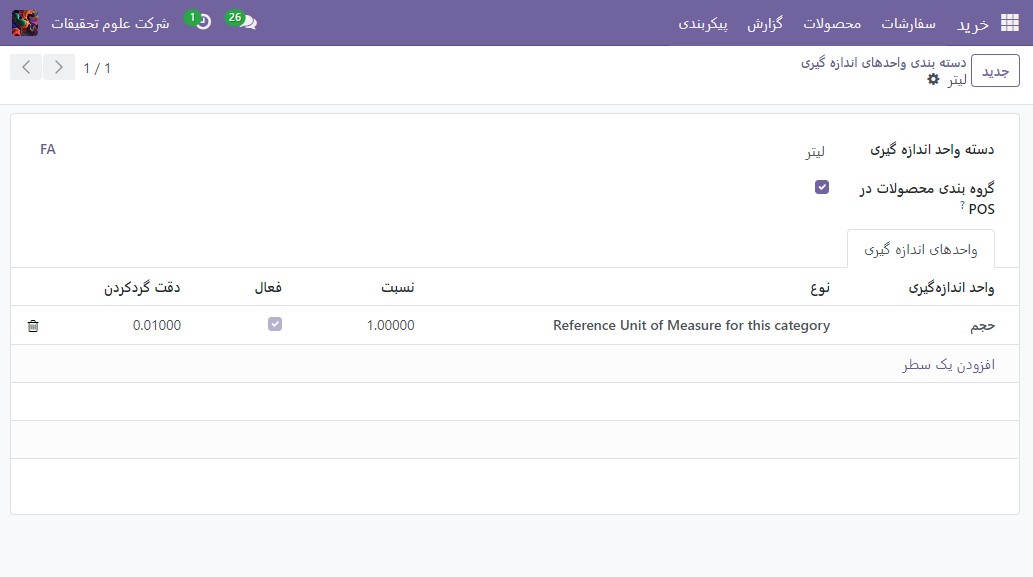 خرید سفارشات محصولات گزارش پیکربندی 26 1 شرکت علوم تحقیقات
جدید
دسته بندی واحدهای اندازه گیری
لیتر
1 / 1
دسته واحد اندازه گیری لیتر FA
گروه بندی محصولات در
POS ?
واحدهای اندازه گیری
واحد اندازه‌گیری نوع نسبت فعال دقت گردکردن
حجم Reference Unit of Measure for this category 1.00000 0.01000
افزودن یک سطر